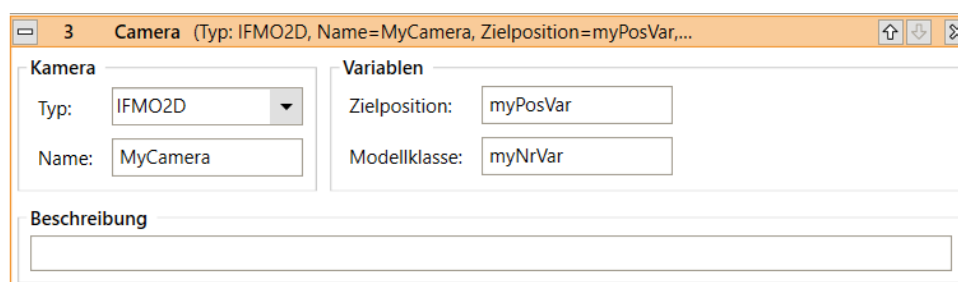 3 Camera (Typ: IFMO2D, Name=MyCamera, Zielposition=myPosVar,...
Kamera
Typ: IFMO2D
Name: MyCamera
Variablen
Zielposition: myPosVar
Modellklasse: myNrVar
Beschreibung